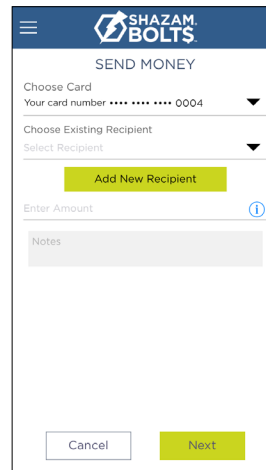 SHAZAM.
BOLT$.
SEND MONEY
Choose Card
Your card number •••• •••• •••• 0004
Choose Existing Recipient
Select Recipient
Add New Recipient
Enter Amount
i
Notes
Cancel
Next